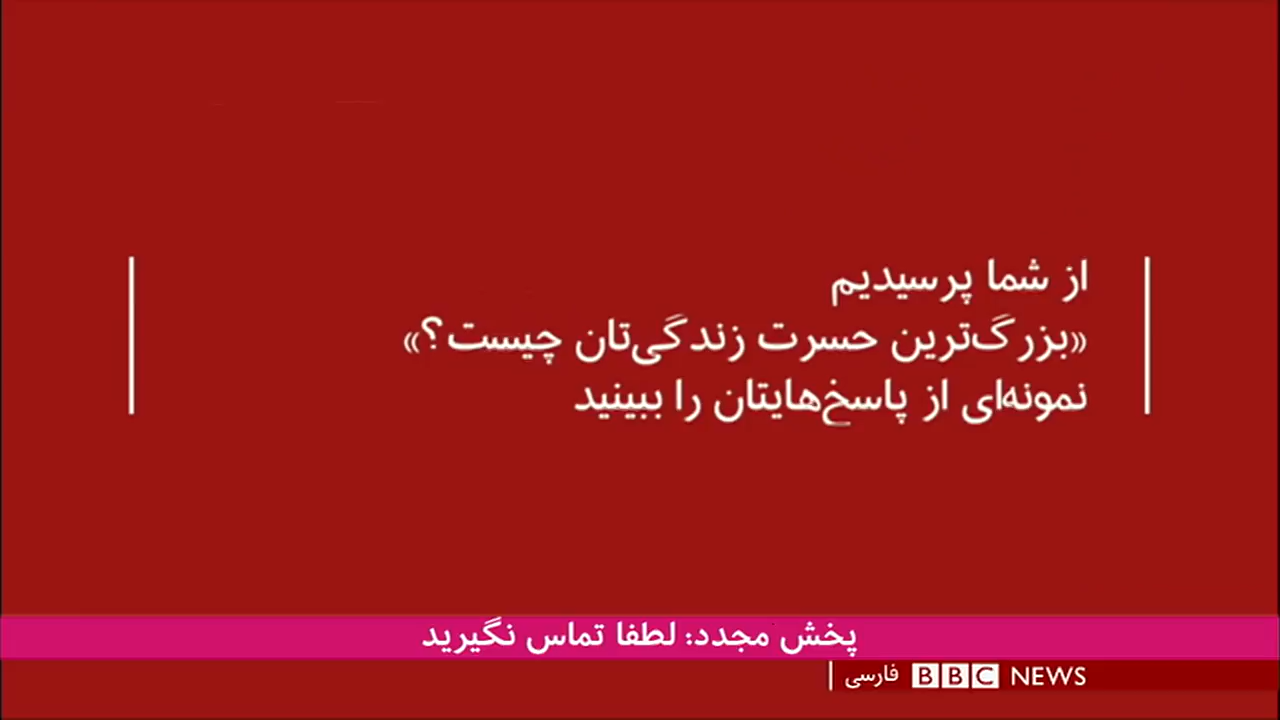 از شما پرسیدیم
«بزرگ‌ترین حسرت زندگی‌تان چیست؟»
نمونه‌ای از پاسخ‌هایتان را ببینید
پخش مجدد: لطفا تماس نگیرید
BBC NEWS فارسی